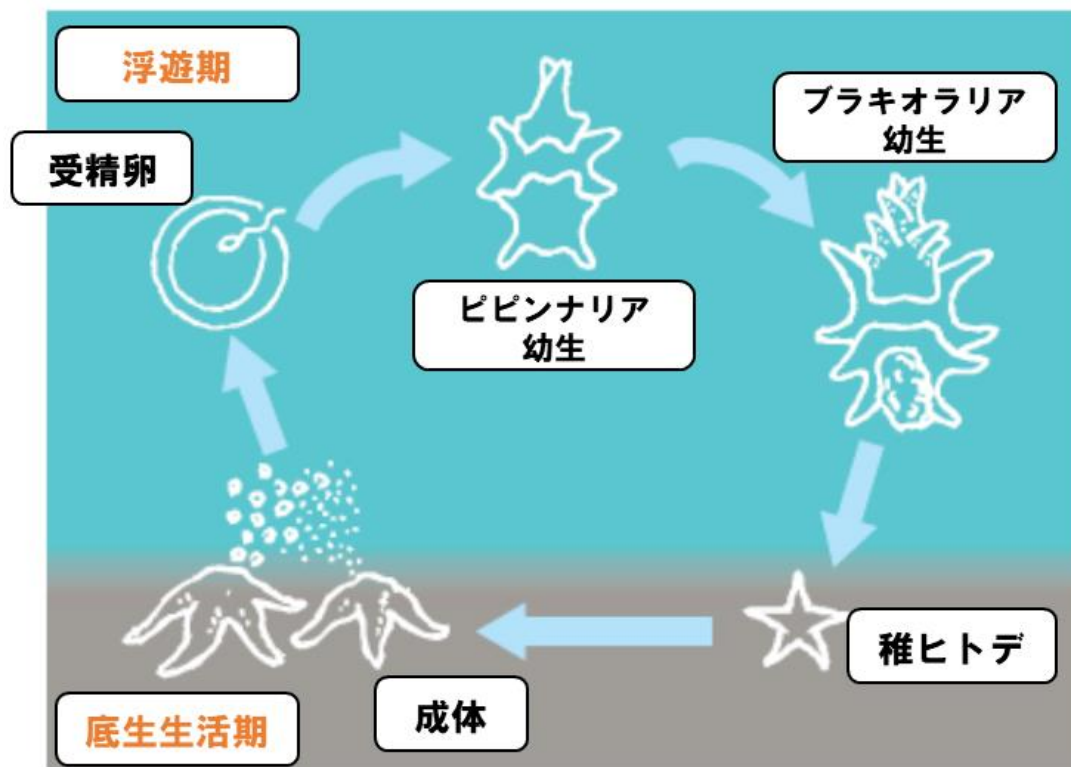 浮遊期
受精卵
ブラキオラリア
幼生
ピピンナリア
幼生
稚ヒトデ
成体
底生生活期